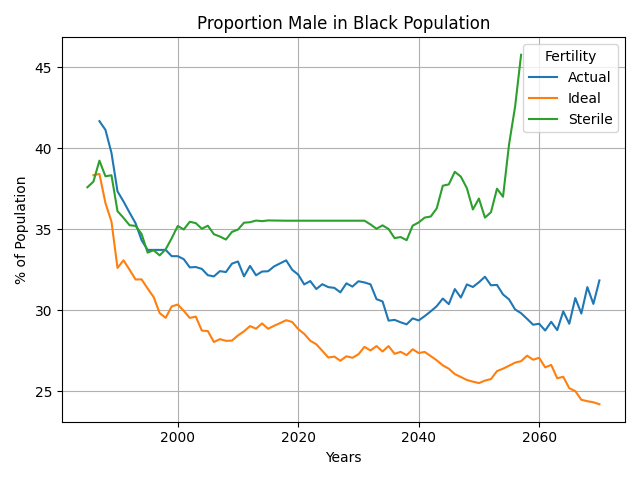 Proportion Male in Black Population
Fertility
Actual
Ideal
Sterile
% of Population
45
40
35
30
25
2000
2020
2040
2060
Years